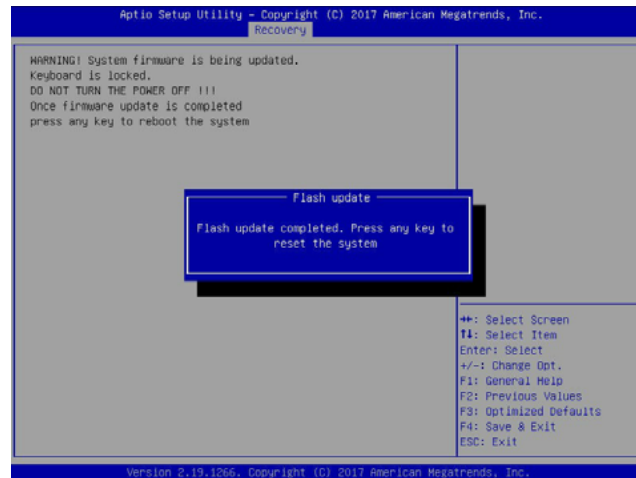 Aptio Setup Utility – Copyright (C) 2017 American Megatrends, Inc.
Recovery
WARNING! System firmware is being updated.
Keyboard is locked.
DO NOT TURN THE POWER OFF !!!
Once firmware update is completed
press any key to reboot the system
Flash update
Flash update completed. Press any key to
reset the system
→←: Select Screen
↑↓: Select Item
Enter: Select
+/-: Change Opt.
F1: General Help
F2: Previous Values
F3: Optimized Defaults
F4: Save & Exit
ESC: Exit
Version 2.19.1266. Copyright (C) 2017 American Megatrends, Inc.